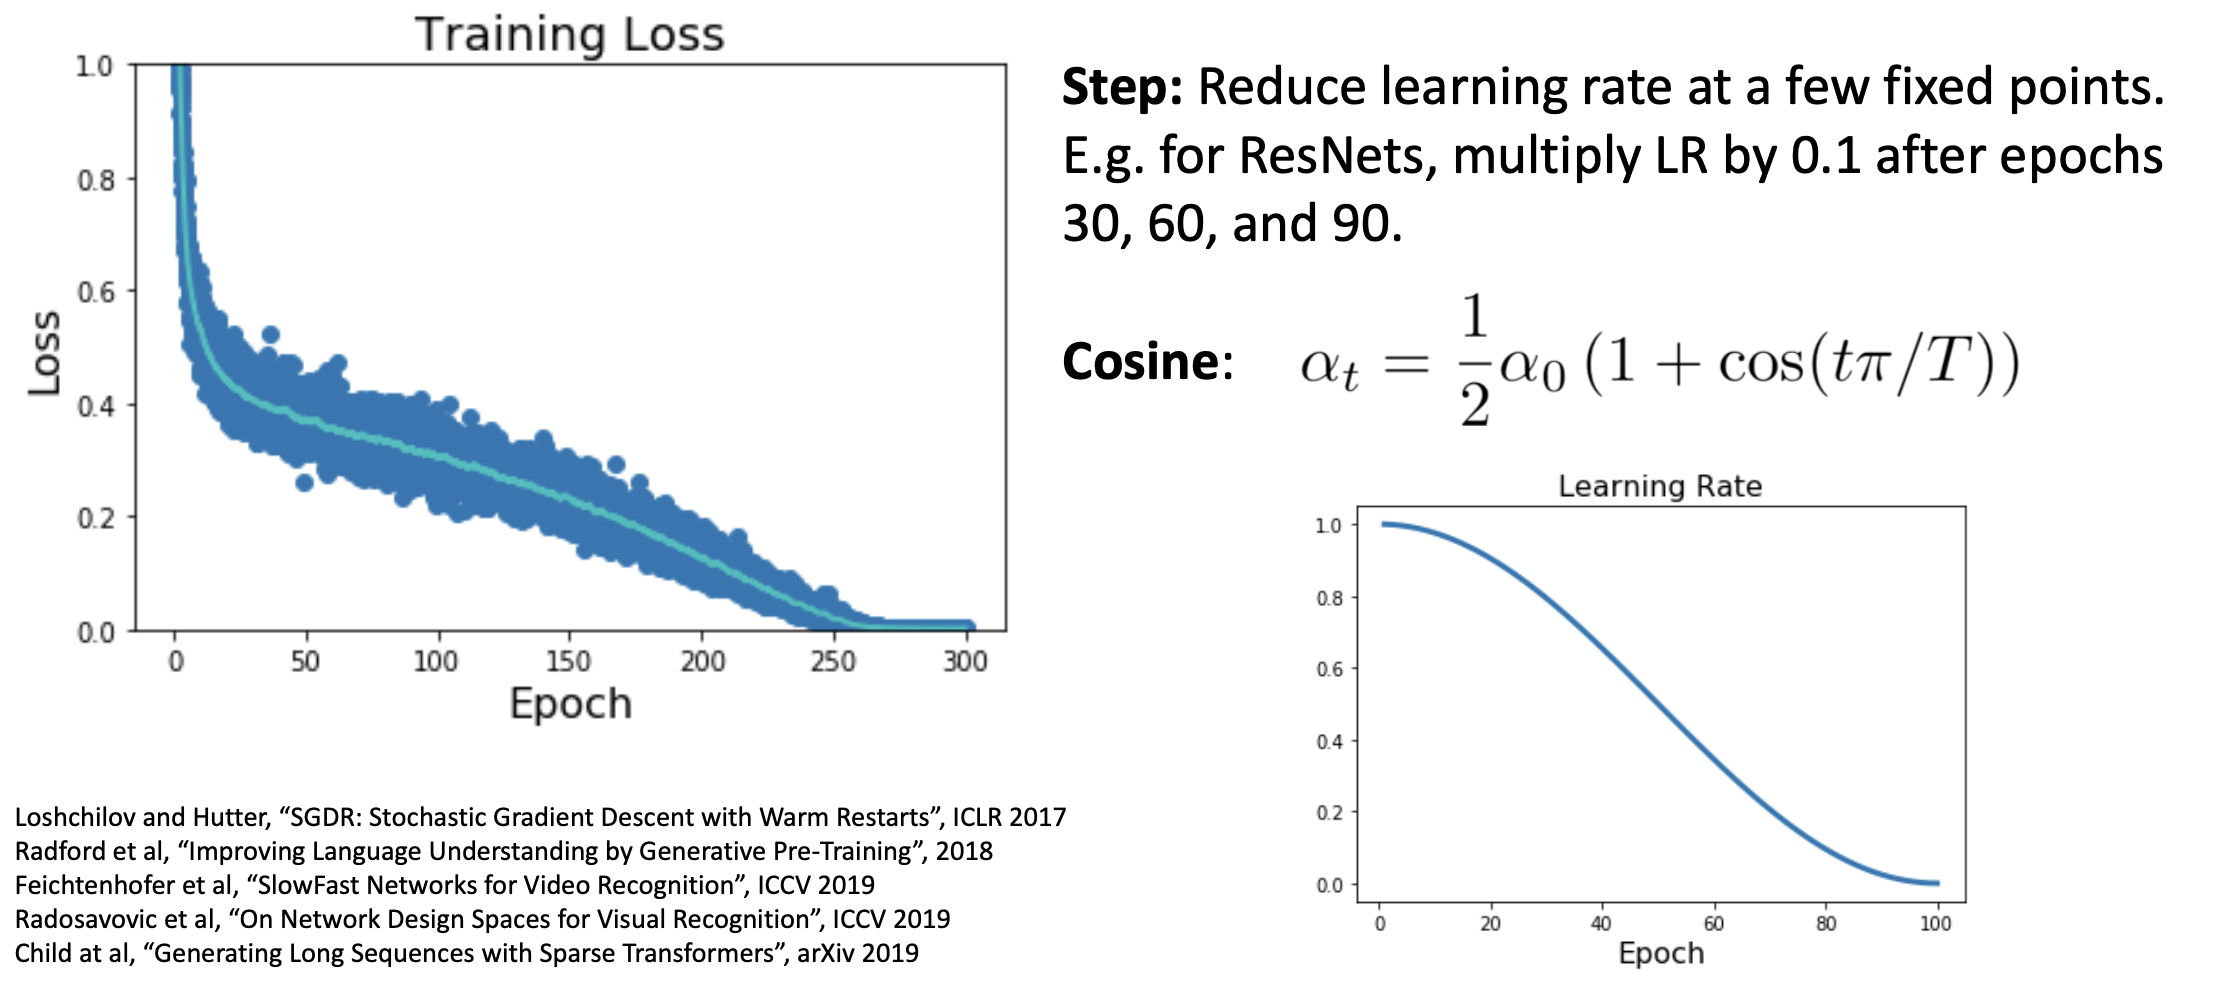 Training Loss
1.0
0.8
0.6
0.4
0.2
0.0
Loss
0 50 100 150 200 250 300
Epoch
Step: Reduce learning rate at a few fixed points.
E.g. for ResNets, multiply LR by 0.1 after epochs
30, 60, and 90.
Cosine: α_t = \frac{1}{2}α_0 (1 + cos(tπ/T))
Learning Rate
1.0
0.8
0.6
0.4
0.2
0.0
0 20 40 60 80 100
Epoch
Loshchilov and Hutter, “SGDR: Stochastic Gradient Descent with Warm Restarts”, ICLR 2017
Radford et al, “Improving Language Understanding by Generative Pre-Training”, 2018
Feichtenhofer et al, “SlowFast Networks for Video Recognition”, ICCV 2019
Radosavovic et al, “On Network Design Spaces for Visual Recognition”, ICCV 2019
Child at al, “Generating Long Sequences with Sparse Transformers”, arXiv 2019